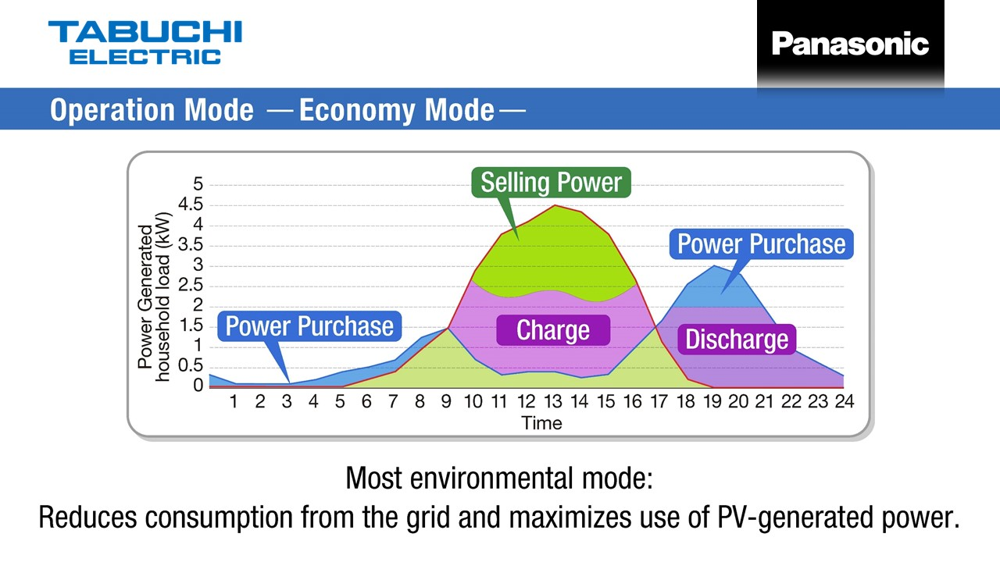 TABUCHI
ELECTRIC
Panasonic
Operation Mode — Economy Mode —
Selling Power
Power Purchase
Power Purchase
Charge
Discharge
Power Generated
household load (kW)
5
4.5
4
3.5
3
2.5
2
1.5
1
0.5
0
1 2 3 4 5 6 7 8 9 10 11 12 13 14 15 16 17 18 19 20 21 22 23 24
Time
Most environmental mode:
Reduces consumption from the grid and maximizes use of PV-generated power.